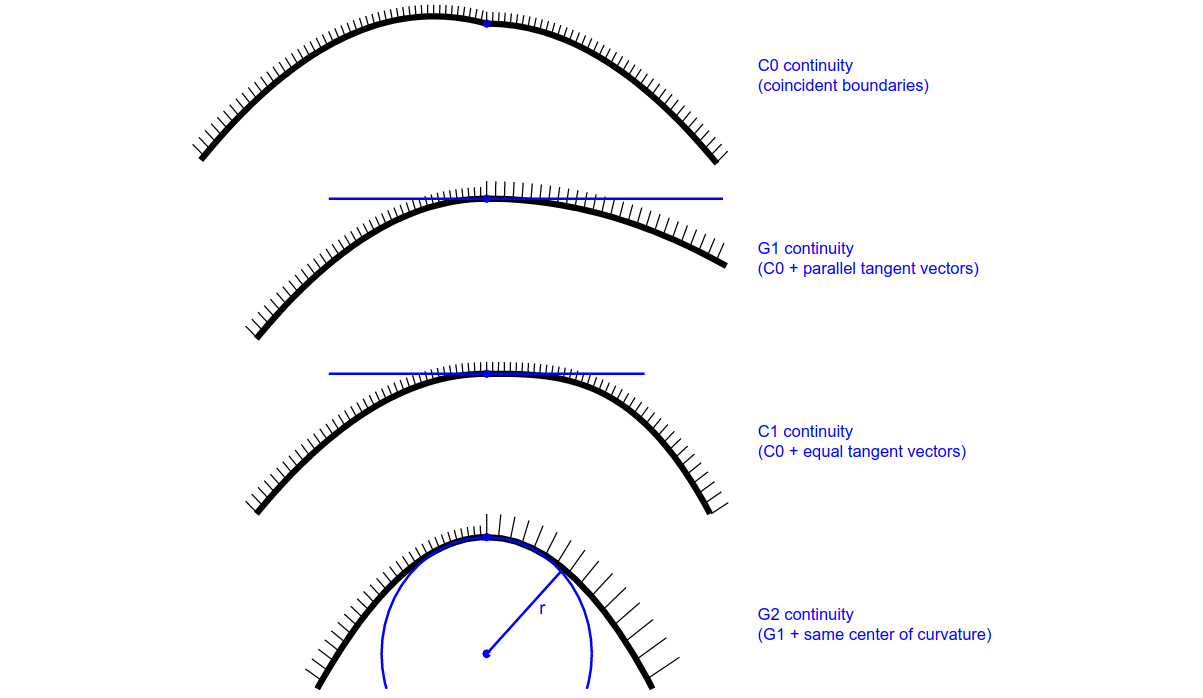 C0 continuity
(coincident boundaries)
G1 continuity
(C0 + parallel tangent vectors)
C1 continuity
(C0 + equal tangent vectors)
r
G2 continuity
(G1 + same center of curvature)